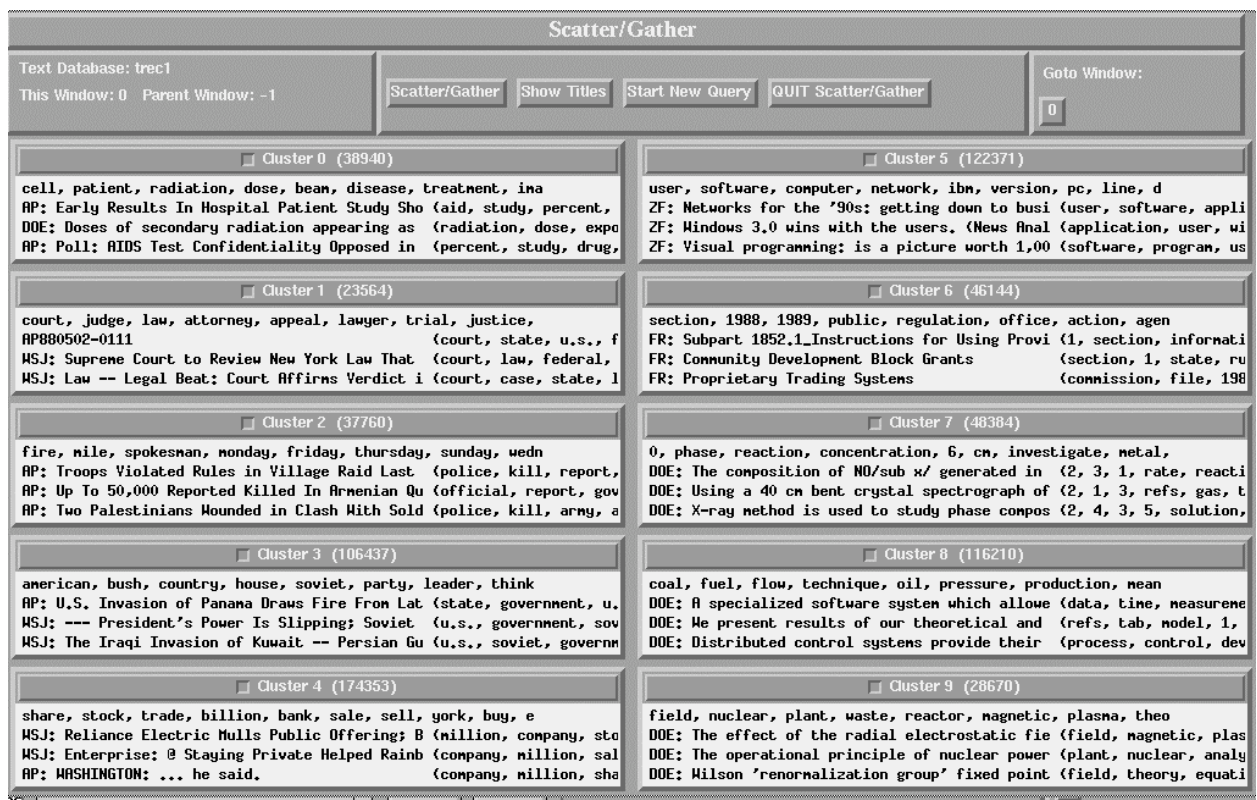 Scatter/Gather
Text Database: trec1
This Window: 0 Parent Window: -1
Scatter/Gather
Show Titles
Start New Query
QUIT Scatter/Gather
Goto Window:
0
Cluster 0 (38940)
cell, patient, radiation, dose, beam, disease, treatment, ima
AP: Early Results In Hospital Patient Study Sho (aid, study, percent,
DOE: Doses of secondary radiation appearing as (radiation, dose, expo
AP: Poll: AIDS Test Confidentiality Opposed in (percent, study, drug,
Cluster 1 (23564)
court, judge, law, attorney, appeal, lawyer, trial, justice,
AP880502-0111 (court, state, u.s., f
WSJ: Supreme Court to Review New York Law That (court, law, federal,
WSJ: Law -- Legal Beat: Court Affirms Verdict i (court, case, state, l
Cluster 2 (37760)
fire, mile, spokesman, monday, friday, thursday, sunday, wedn
AP: Troops Violated Rules in Village Raid Last (police, kill, report,
AP: Up To 50,000 Reported Killed In Armenian Qu (official, report, gov
AP: Two Palestinians Wounded in Clash With Sold (police, kill, army, a
Cluster 3 (106437)
american, bush, country, house, soviet, party, leader, think
AP: U.S. Invasion of Panama Draws Fire From Lat (state, government, u.
WSJ: --- President's Power Is Slipping; Soviet (u.s., government, sov
WSJ: The Iraqi Invasion of Kuwait -- Persian Gu (u.s., soviet, governm
Cluster 4 (174353)
share, stock, trade, billion, bank, sale, sell, york, buy, e
WSJ: Reliance Electric Mulls Public Offering; B (million, company, sto
WSJ: Enterprise: @ Staying Private Helped Rainb (company, million, sal
AP: WASHINGTON: ... he said. (company, million, sha
Cluster 5 (122371)
user, software, computer, network, ibm, version, pc, line, d
ZF: Networks for the '90s: getting down to busi (user, software, appli
ZF: Windows 3.0 wins with the users. (News Anal (application, user, wi
ZF: Visual programming: is a picture worth 1,00 (software, program, us
Cluster 6 (46144)
section, 1988, 1989, public, regulation, office, action, agen
FR: Subpart 1852.1_Instructions for Using Provi (1, section, informati
FR: Community Development Block Grants (section, 1, state, ru
FR: Proprietary Trading Systems (commission, file, 198
Cluster 7 (48384)
0, phase, reaction, concentration, 6, cm, investigate, metal,
DOE: The composition of NO/sub x/ generated in (2, 3, 1, rate, reacti
DOE: Using a 40 cm bent crystal spectrograph of (2, 1, 3, refs, gas, t
DOE: X-ray method is used to study phase compos (2, 4, 3, 5, solution,
Cluster 8 (116210)
coal, fuel, flow, technique, oil, pressure, production, mean
DOE: A specialized software system which allowe (data, time, measureme
DOE: We present results of our theoretical and (refs, tab, model, 1,
DOE: Distributed control systems provide their (process, control, dev
Cluster 9 (28670)
field, nuclear, plant, waste, reactor, magnetic, plasma, theo
DOE: The effect of the radial electrostatic fie (field, magnetic, plas
DOE: The operational principle of nuclear power (plant, nuclear, analy
DOE: Wilson 'renormalization group' fixed point (field, theory, equati